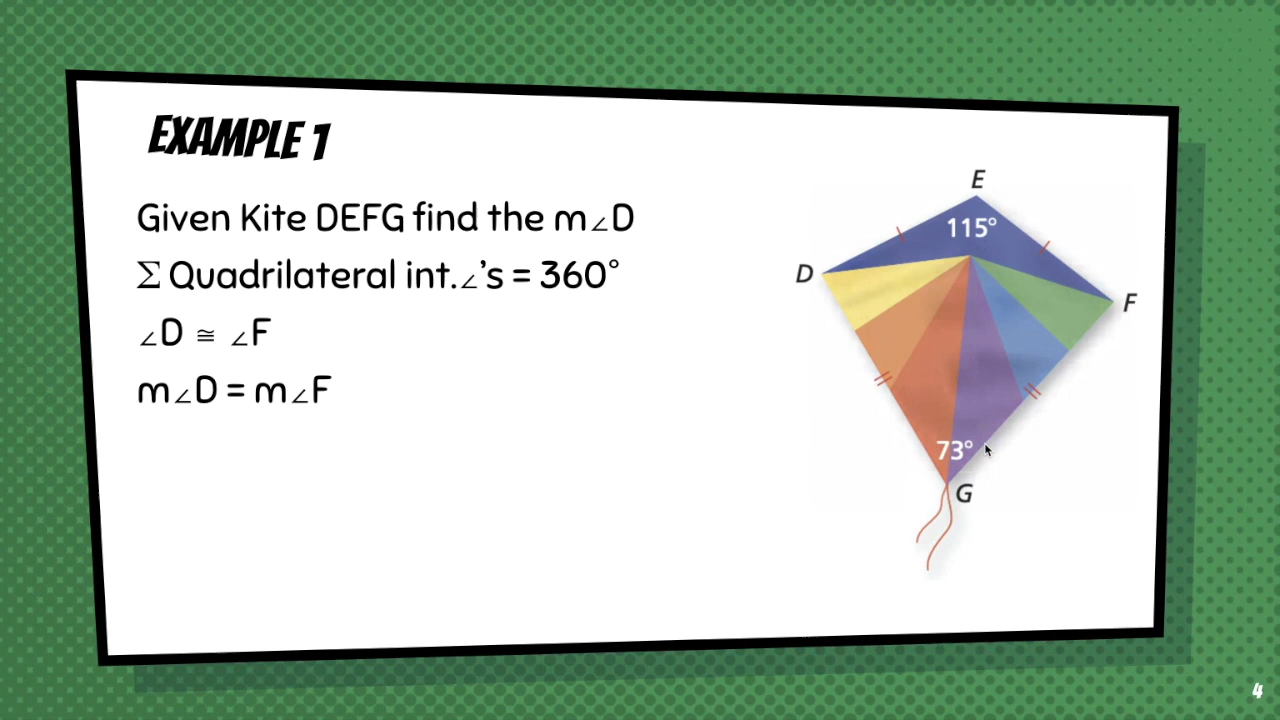 EXAMPLE 1
Given Kite DEFG find the m∠D
Σ Quadrilateral int.∠’s = 360°
∠D ≅ ∠F
m∠D = m∠F
E
115°
D
F
73°
G
4